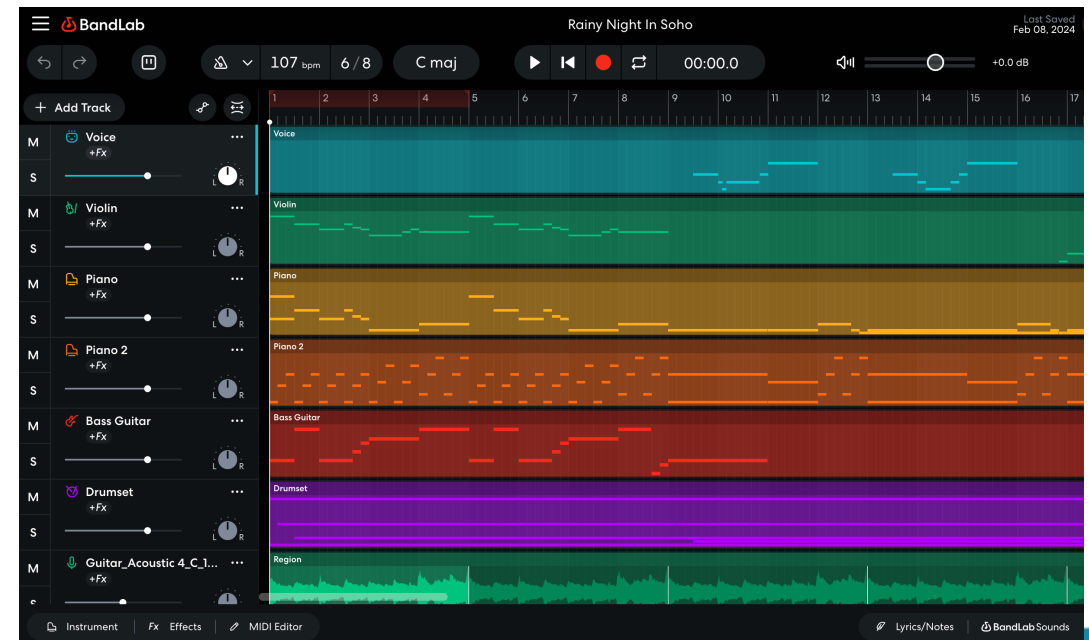 BandLab
Rainy Night In Soho
Last Saved
Feb 08, 2024
107 bpm
6/8
C maj
00:00.0
+0.0 dB
+ Add Track
1 2 3 4 5 6 7 8 9 10 11 12 13 14 15 16 17
M
Voice
...
+Fx
S
L R
Voice
M
Violin
...
+Fx
S
L R
Violin
M
Piano
...
+Fx
S
L R
Piano
M
Piano 2
...
+Fx
S
L R
Piano 2
M
Bass Guitar
...
+Fx
S
L R
Bass Guitar
M
Drumset
...
+Fx
S
L R
Drumset
M
Guitar_Acoustic 4_C_1...
...
+Fx
Region
Instrument
Fx Effects
MIDI Editor
Lyrics/Notes
BandLab Sounds